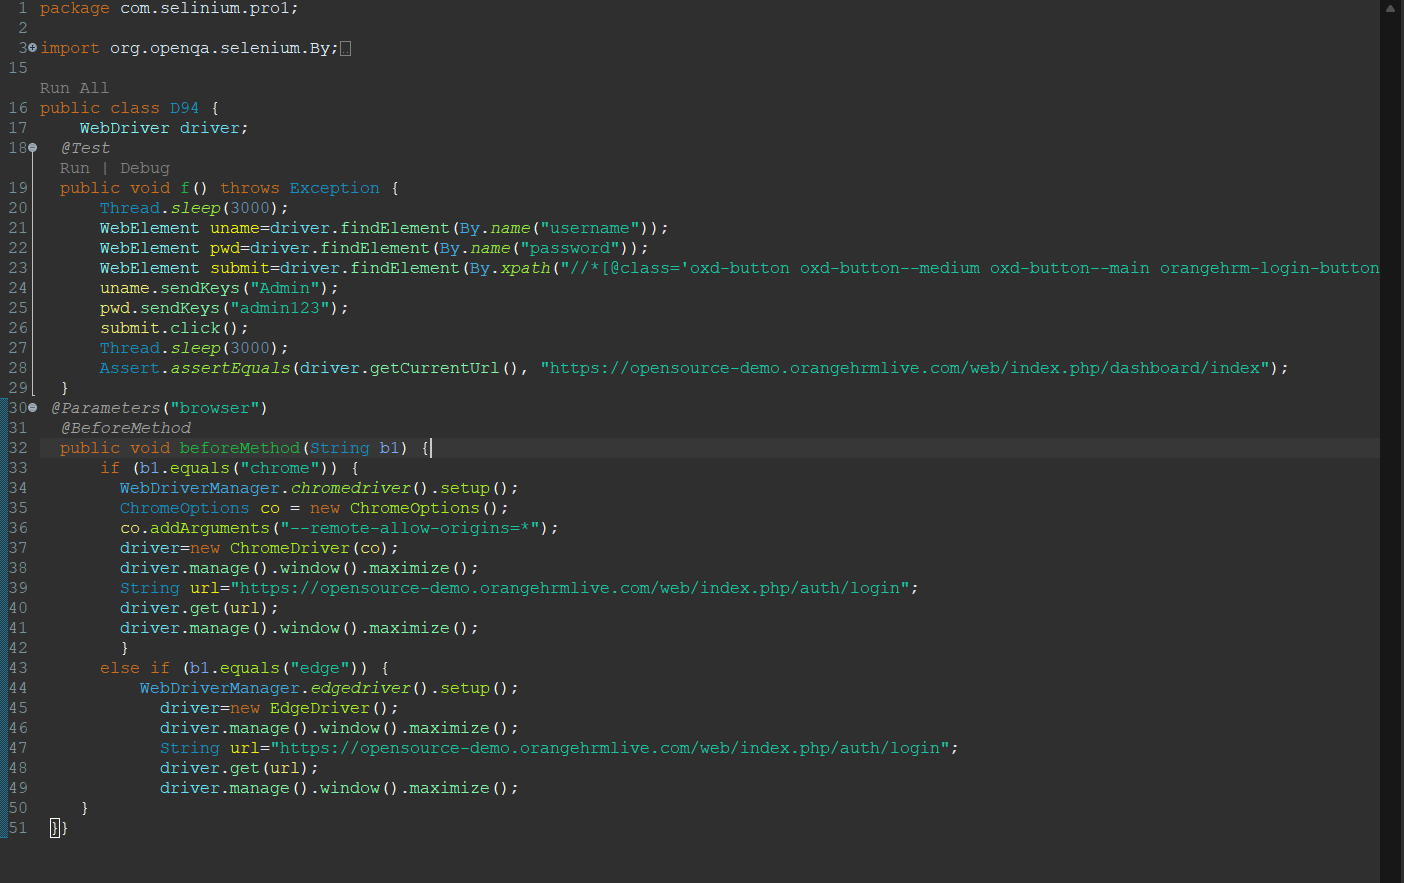 1 package com.selinium.pro1;
2
3 import org.openqa.selenium.By;
15
Run All
16 public class D94 {
17 WebDriver driver;
18 @Test
Run | Debug
19 public void f() throws Exception {
20 Thread.sleep(3000);
21 WebElement uname=driver.findElement(By.name("username"));
22 WebElement pwd=driver.findElement(By.name("password"));
23 WebElement submit=driver.findElement(By.xpath("//*[@class='oxd-button oxd-button--medium oxd-button--main orangehrm-login-button
24 uname.sendKeys("Admin");
25 pwd.sendKeys("admin123");
26 submit.click();
27 Thread.sleep(3000);
28 Assert.assertEquals(driver.getCurrentUrl(), "https://opensource-demo.orangehrmlive.com/web/index.php/dashboard/index");
29 }
30 @Parameters("browser")
31 @BeforeMethod
32 public void beforeMethod(String b1) {
33 if (b1.equals("chrome")) {
34 WebDriverManager.chromedriver().setup();
35 ChromeOptions co = new ChromeOptions();
36 co.addArguments("--remote-allow-origins=*");
37 driver=new ChromeDriver(co);
38 driver.manage().window().maximize();
39 String url="https://opensource-demo.orangehrmlive.com/web/index.php/auth/login";
40 driver.get(url);
41 driver.manage().window().maximize();
42 }
43 else if (b1.equals("edge")) {
44 WebDriverManager.edgedriver().setup();
45 driver=new EdgeDriver();
46 driver.manage().window().maximize();
47 String url="https://opensource-demo.orangehrmlive.com/web/index.php/auth/login";
48 driver.get(url);
49 driver.manage().window().maximize();
50 }
51 }}